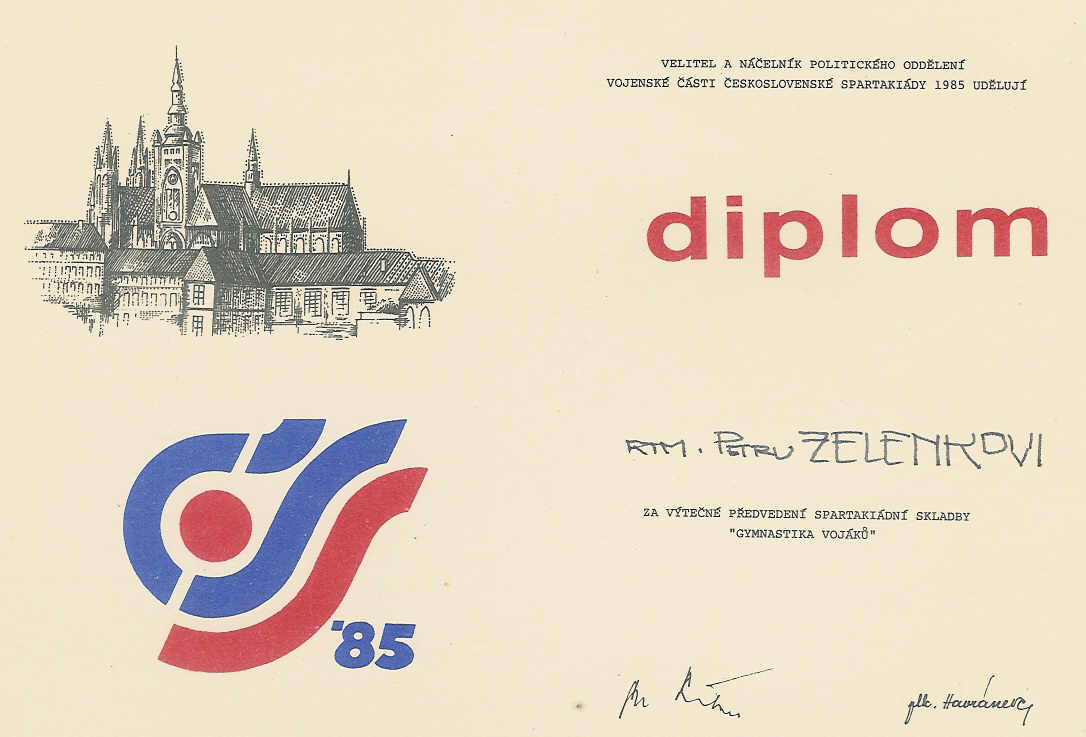 VELITEL A NÁČELNÍK POLITICKÉHO ODDĚLENÍ
VOJENSKÉ ČÁSTI ČESKOSLOVENSKÉ SPARTAKIÁDY 1985 UDĚLUJÍ
diplom
RTM. PETRU ZELENKOVI
ZA VÝTEČNÉ PŘEDVEDENÍ SPARTAKIÁDNÍ SKLADBY
"GYMNASTIKA VOJÁKŮ"
ČS
'85
plk.